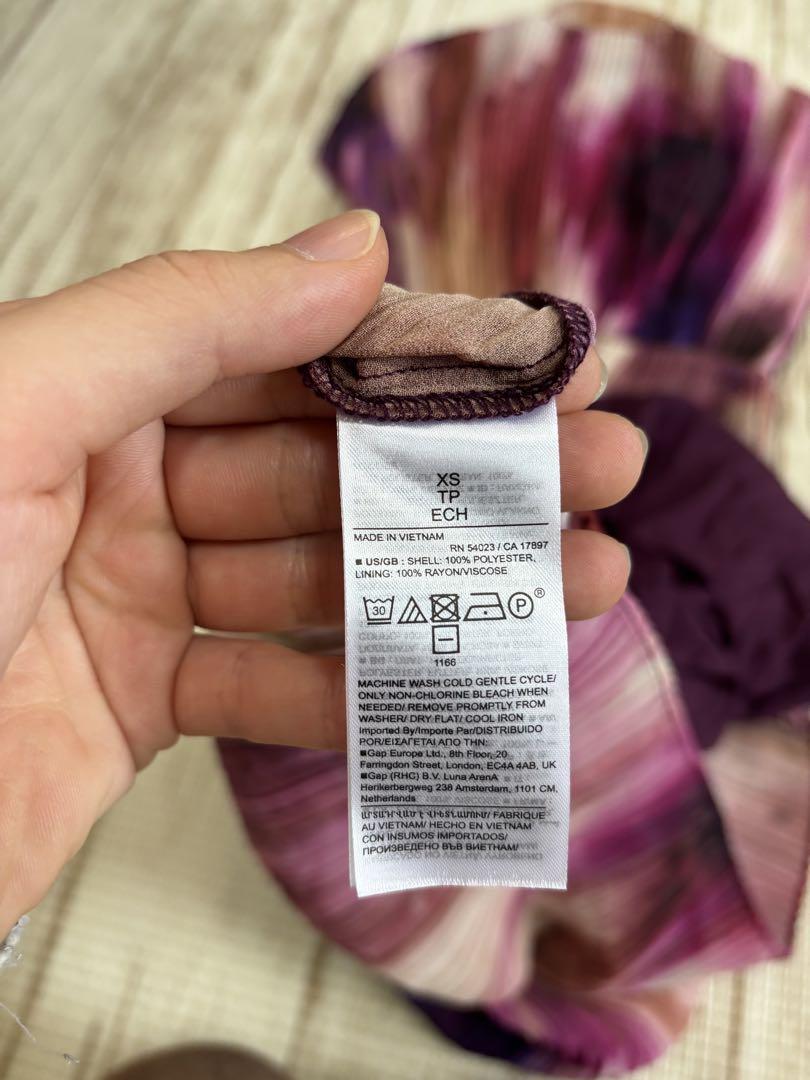 XS
TP
ECH
MADE IN VIETNAM
RN 54023 / CA 17897
■ US/GB : SHELL: 100% POLYESTER,
LINING: 100% RAYON/VISCOSE
30 P ®
1166
MACHINE WASH COLD GENTLE CYCLE/
ONLY NON-CHLORINE BLEACH WHEN
NEEDED/ REMOVE PROMPTLY FROM
WASHER/ DRY FLAT/ COOL IRON
Imported By/Importe Par/DISTRIBUIDO
POR/ΕΙΣΑΓΕΤΑΙ ΑΠΟ ΤΗΝ:
■Gap Europe Ltd., 8th Floor, 20
Farringdon Street, London, EC4A 4AB, UK
■Gap (RHC) B.V. Luna ArenA
Herikerbergweg 238 Amsterdam, 1101 CM,
Netherlands
FABRIQUE
AU VIETNAM/ HECHO EN VIETNAM
CON INSUMOS IMPORTADOS/
ПРОИЗВЕДЕНО ВЪВ ВИЕТНАМ/